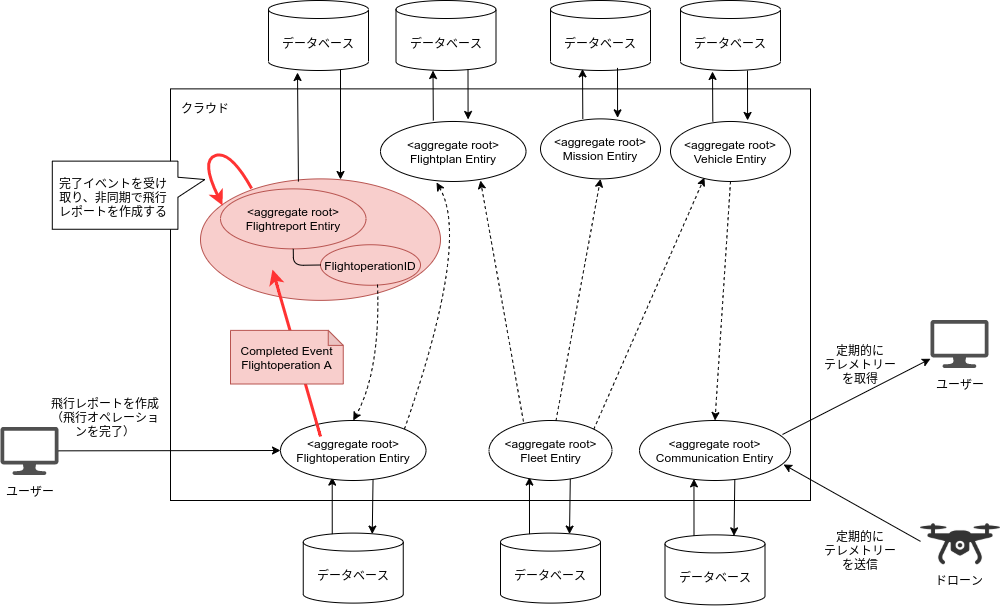 データベース
データベース
データベース
データベース
クラウド
<aggregate root>
Flightplan Entiry
<aggregate root>
Mission Entiry
<aggregate root>
Vehicle Entiry
完了イベントを受け
取り、非同期で飛行
レポートを作成する
<aggregate root>
Flightreport Entiry
FlightoperationID
Completed Event
Flightoperation A
定期的に
テレメトリー
を取得
ユーザー
飛行レポートを作成
（飛行オペレーショ
ンを完了）
ユーザー
<aggregate root>
Flightoperation Entiry
<aggregate root>
Fleet Entiry
<aggregate root>
Communication Entiry
定期的に
テレメトリー
を送信
ドローン
データベース
データベース
データベース